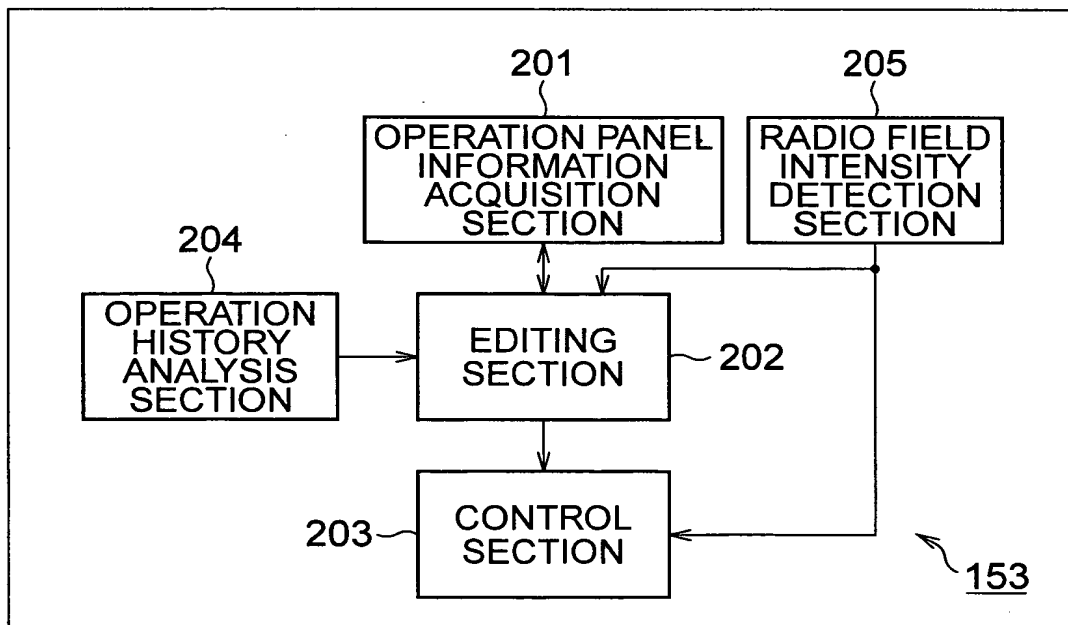 201
205
OPERATION PANEL
INFORMATION
ACQUISITION
SECTION
RADIO FIELD
INTENSITY
DETECTION
SECTION
204
OPERATION
HISTORY
ANALYSIS
SECTION
EDITING
SECTION
202
203
CONTROL
SECTION
153